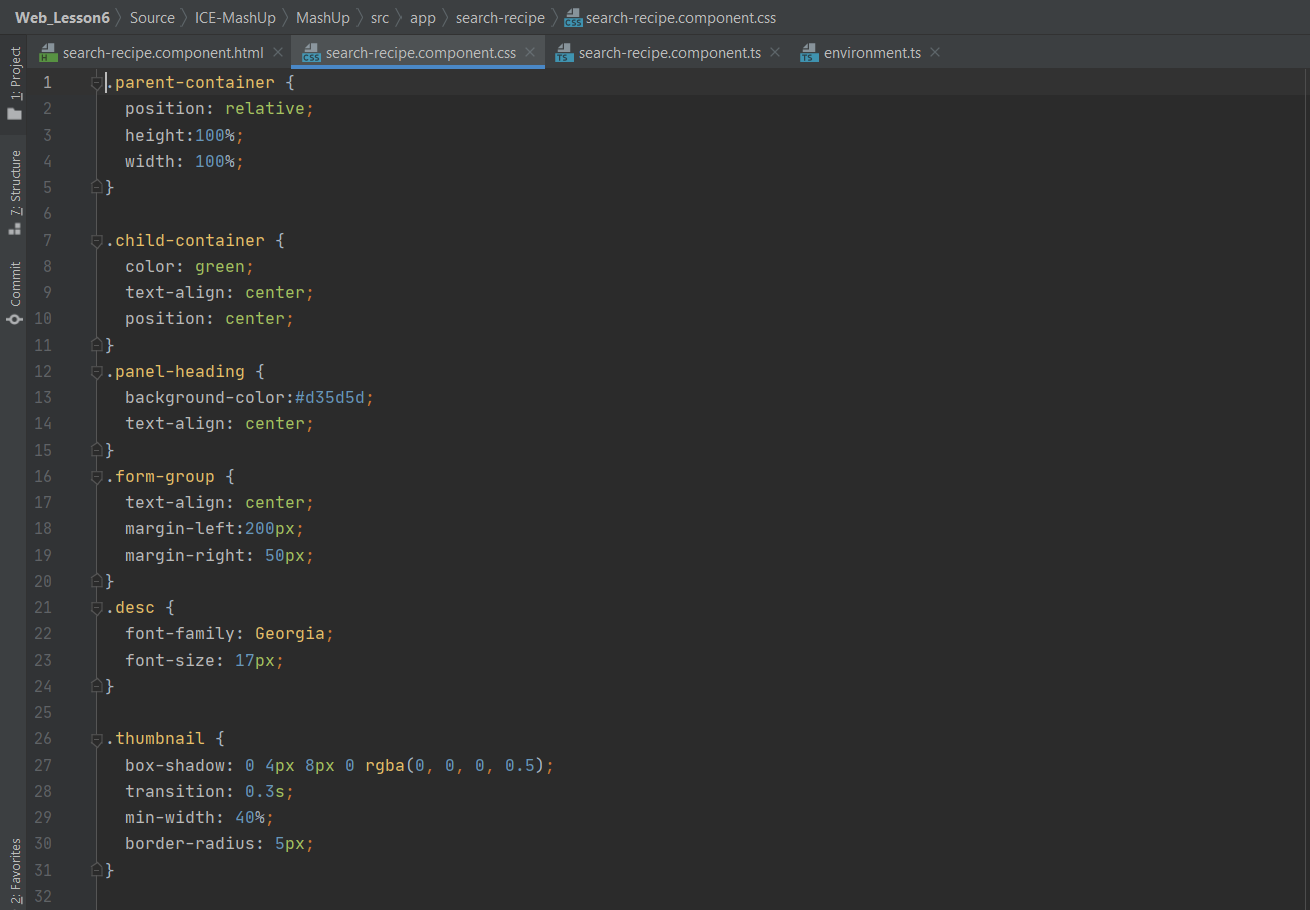 Web_Lesson6 Source ICE-MashUp MashUp src app search-recipe CSS search-recipe.component.css
H search-recipe.component.html CSS search-recipe.component.css TS search-recipe.component.ts TS environment.ts
1: Project
7: Structure
Commit
2: Favorites
1 .parent-container {
2 position: relative;
3 height:100%;
4 width: 100%;
5 }
6
7 .child-container {
8 color: green;
9 text-align: center;
10 position: center;
11 }
12 .panel-heading {
13 background-color:#d35d5d;
14 text-align: center;
15 }
16 .form-group {
17 text-align: center;
18 margin-left:200px;
19 margin-right: 50px;
20 }
21 .desc {
22 font-family: Georgia;
23 font-size: 17px;
24 }
25
26 .thumbnail {
27 box-shadow: 0 4px 8px 0 rgba(0, 0, 0, 0.5);
28 transition: 0.3s;
29 min-width: 40%;
30 border-radius: 5px;
31 }
32